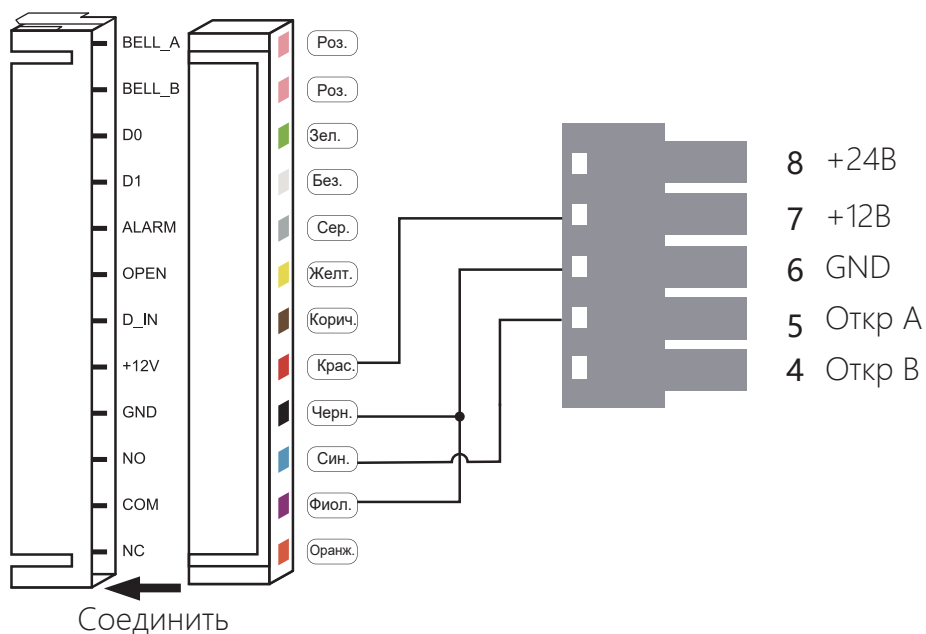 BELL_A Роз.
BELL_B Роз.
D0 Зел.
D1 Без.
ALARM Сер.
OPEN Желт.
D_IN Корич.
+12V Крас.
GND Черн.
NO Син.
COM Фиол.
NC Оранж.
8 +24В
7 +12В
6 GND
5 Откр А
4 Откр В
Соединить